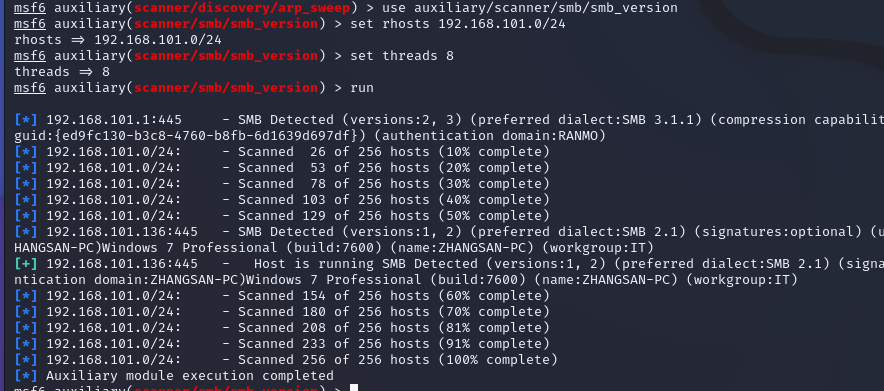 msf6 auxiliary(scanner/discovery/arp_sweep) > use auxiliary/scanner/smb/smb_version
msf6 auxiliary(scanner/smb/smb_version) > set rhosts 192.168.101.0/24
rhosts => 192.168.101.0/24
msf6 auxiliary(scanner/smb/smb_version) > set threads 8
threads => 8
msf6 auxiliary(scanner/smb/smb_version) > run
[*] 192.168.101.1:445     - SMB Detected (versions:2, 3) (preferred dialect:SMB 3.1.1) (compression capabilit
guid:{ed9fc130-b3c8-4760-b8fb-6d1639d697df}) (authentication domain:RANMO)
[*] 192.168.101.0/24:     - Scanned  26 of 256 hosts (10% complete)
[*] 192.168.101.0/24:     - Scanned  53 of 256 hosts (20% complete)
[*] 192.168.101.0/24:     - Scanned  78 of 256 hosts (30% complete)
[*] 192.168.101.0/24:     - Scanned 103 of 256 hosts (40% complete)
[*] 192.168.101.0/24:     - Scanned 129 of 256 hosts (50% complete)
[*] 192.168.101.136:445   - SMB Detected (versions:1, 2) (preferred dialect:SMB 2.1) (signatures:optional) (u
HANGSAN-PC)Windows 7 Professional (build:7600) (name:ZHANGSAN-PC) (workgroup:IT)
[+] 192.168.101.136:445   -   Host is running SMB Detected (versions:1, 2) (preferred dialect:SMB 2.1) (signa
ntication domain:ZHANGSAN-PC)Windows 7 Professional (build:7600) (name:ZHANGSAN-PC) (workgroup:IT)
[*] 192.168.101.0/24:     - Scanned 154 of 256 hosts (60% complete)
[*] 192.168.101.0/24:     - Scanned 180 of 256 hosts (70% complete)
[*] 192.168.101.0/24:     - Scanned 208 of 256 hosts (81% complete)
[*] 192.168.101.0/24:     - Scanned 233 of 256 hosts (91% complete)
[*] 192.168.101.0/24:     - Scanned 256 of 256 hosts (100% complete)
[*] Auxiliary module execution completed
msf6 auxiliary(scanner/smb/smb_version) >